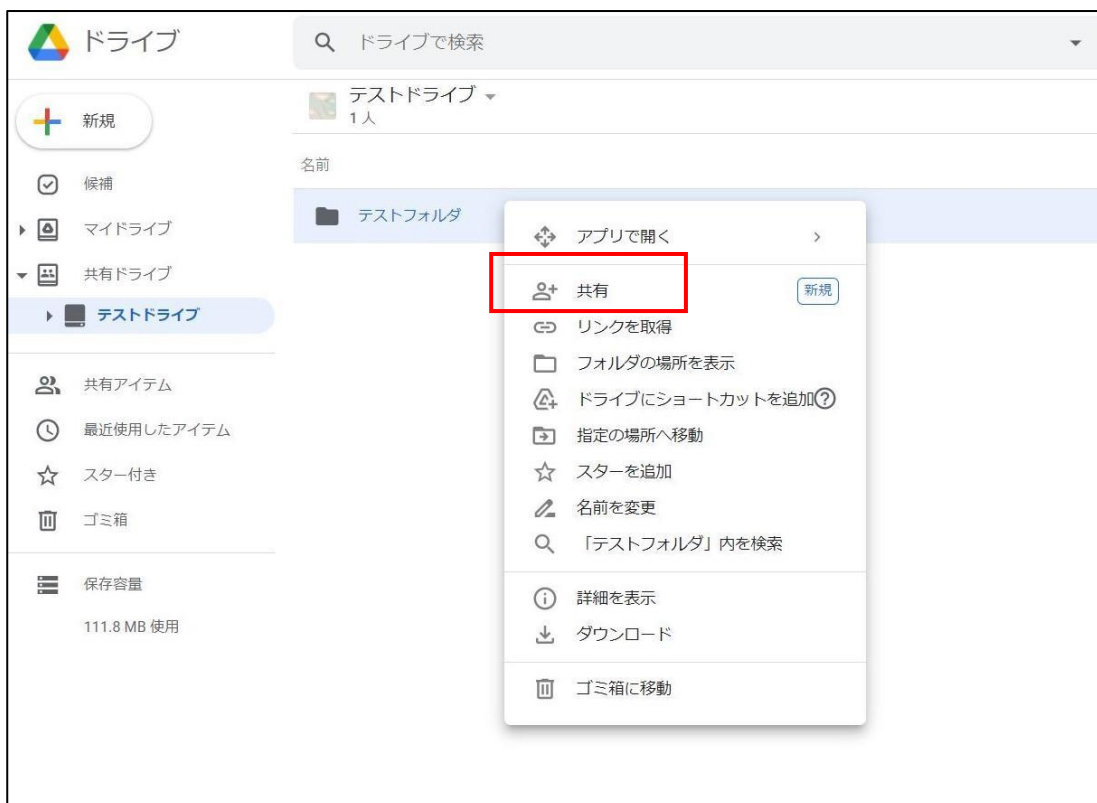 ドライブ
ドライブで検索
新規
テストドライブ
1人
候補
マイドライブ
共有ドライブ
テストドライブ
共有アイテム
最近使用したアイテム
スター付き
ゴミ箱
保存容量
111.8 MB 使用
名前
テストフォルダ
アプリで開く
共有 新規
リンクを取得
フォルダの場所を表示
ドライブにショートカットを追加
指定の場所へ移動
スターを追加
名前を変更
「テストフォルダ」内を検索
詳細を表示
ダウンロード
ゴミ箱に移動